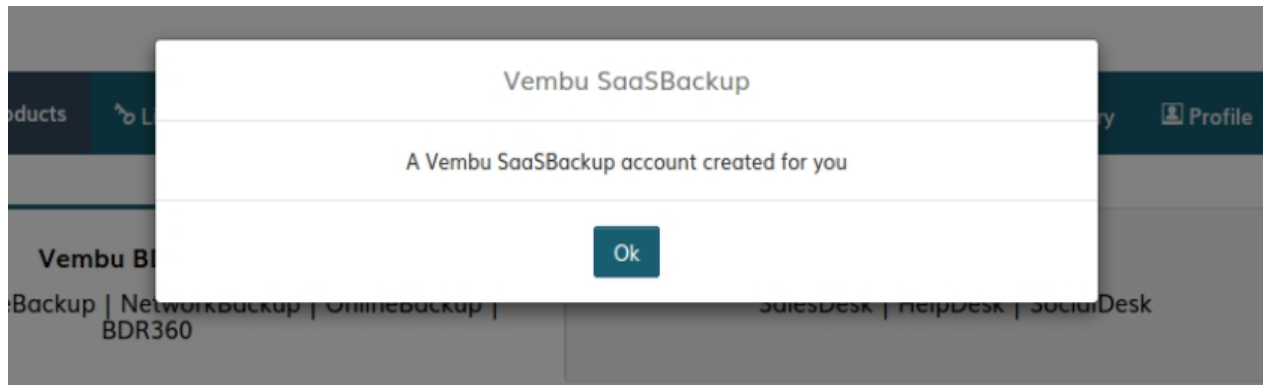 Vembu SaaSBackup
Profile
A Vembu SaaSBackup account created for you
Ok
Vembu
| NetworkBackup | OnlineBackup |
SalesDesk | HelpDesk | SocialDesk
BDR360